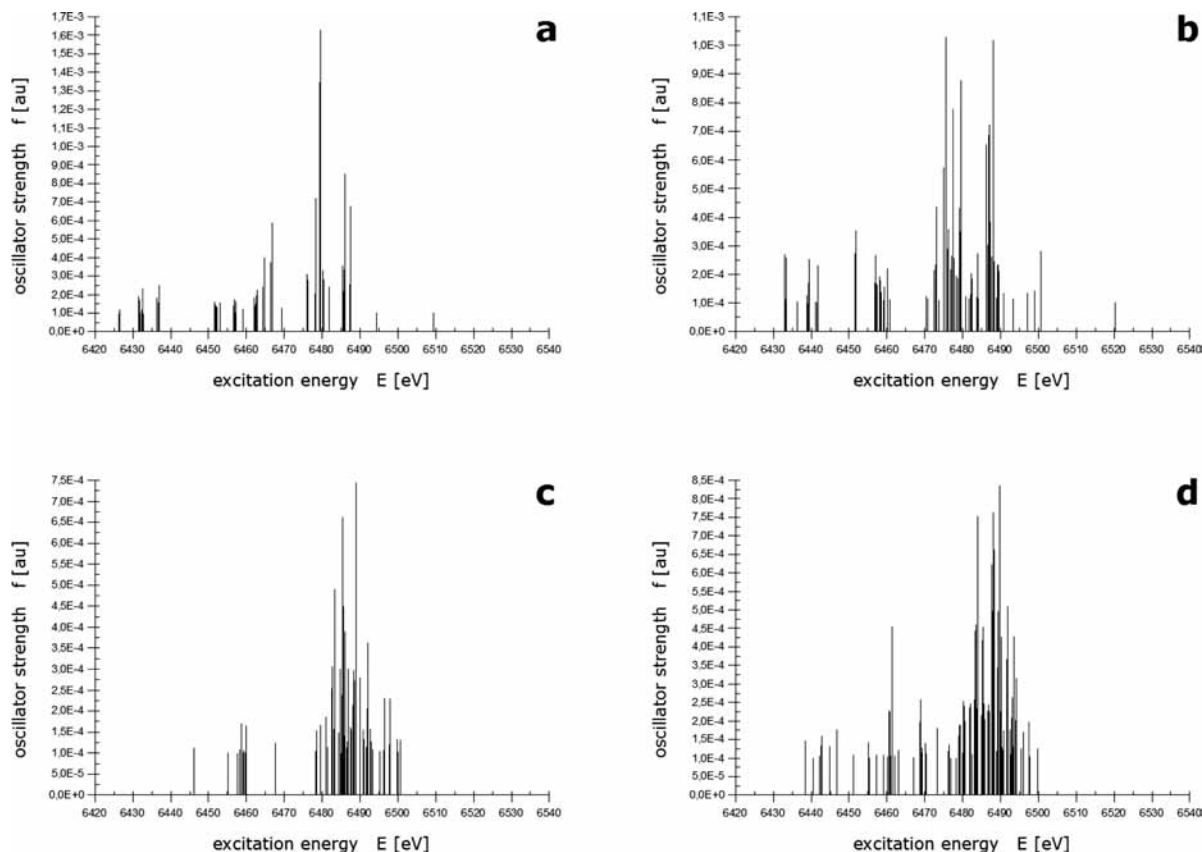 a
1,7E-3
1,6E-3
1,5E-3
1,4E-3
1,3E-3
1,2E-3
1,1E-3
1,0E-3
9,0E-4
8,0E-4
7,0E-4
6,0E-4
5,0E-4
4,0E-4
3,0E-4
2,0E-4
1,0E-4
0,0E+0
oscillator strength f [au]
6420 6430 6440 6450 6460 6470 6480 6490 6500 6510 6520 6530 6540
excitation energy E [eV]
b
1,1E-3
1,0E-3
9,0E-4
8,0E-4
7,0E-4
6,0E-4
5,0E-4
4,0E-4
3,0E-4
2,0E-4
1,0E-4
0,0E+0
oscillator strength f [au]
6420 6430 6440 6450 6460 6470 6480 6490 6500 6510 6520 6530 6540
excitation energy E [eV]
c
7,5E-4
7,0E-4
6,5E-4
6,0E-4
5,5E-4
5,0E-4
4,5E-4
4,0E-4
3,5E-4
3,0E-4
2,5E-4
2,0E-4
1,5E-4
1,0E-4
5,0E-5
0,0E+0
oscillator strength f [au]
6420 6430 6440 6450 6460 6470 6480 6490 6500 6510 6520 6530 6540
excitation energy E [eV]
d
8,5E-4
8,0E-4
7,5E-4
7,0E-4
6,5E-4
6,0E-4
5,5E-4
5,0E-4
4,5E-4
4,0E-4
3,5E-4
3,0E-4
2,5E-4
2,0E-4
1,5E-4
1,0E-4
5,0E-5
0,0E+0
oscillator strength f [au]
6420 6430 6440 6450 6460 6470 6480 6490 6500 6510 6520 6530 6540
excitation energy E [eV]